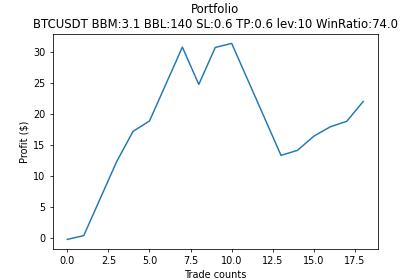 Portfolio
BTCUSDT BBM:3.1 BBL:140 SL:0.6 TP:0.6 lev:10 WinRatio:74.0
30
25
20
15
10
5
0
Profit ($)
0.0 2.5 5.0 7.5 10.0 12.5 15.0 17.5
Trade counts